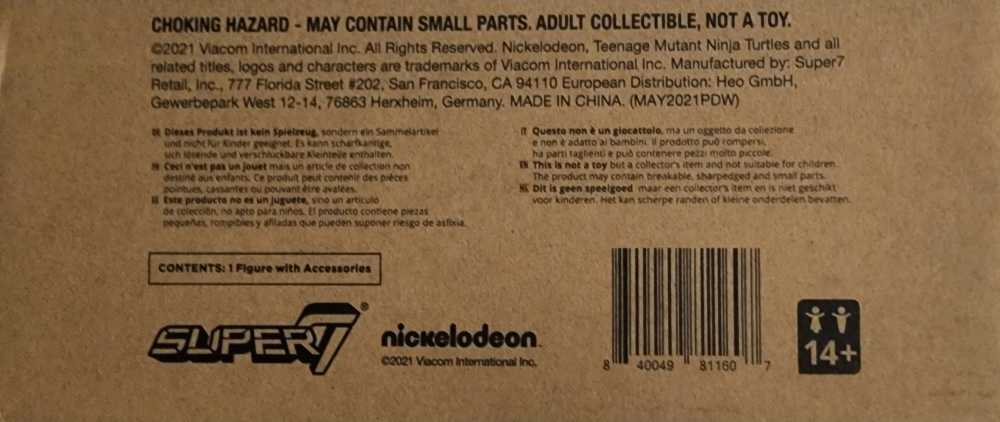 CHOKING HAZARD - MAY CONTAIN SMALL PARTS. ADULT COLLECTIBLE, NOT A TOY.
©2021 Viacom International Inc. All Rights Reserved. Nickelodeon, Teenage Mutant Ninja Turtles and all
related titles, logos and characters are trademarks of Viacom International Inc. Manufactured by: Super7
Retail, Inc., 777 Florida Street #202, San Francisco, CA 94110 European Distribution: Heo GmbH,
Gewerbepark West 12-14, 76863 Herxheim, Germany. MADE IN CHINA. (MAY2021PDW)
DE Dieses Produkt ist kein Spielzeug, sondern ein Sammelartikel
und nicht für Kinder geeignet. Es kann scharfkantige,
sich lösende und verschluckbare Kleinteile enthalten.
FR Ceci n'est pas un jouet mais un article de collection non
destiné aux enfants. Ce produit peut contenir des pièces
pointues, cassantes ou pouvant être avalées.
ES Este producto no es un juguete, sino un artículo
de colección, no apto para niños. El producto contiene piezas
pequeñas, rompibles y afiladas que pueden suponer riesgo de asfixia.
IT Questo non è un giocattolo, ma un oggetto da collezione
e non è adatto ai bambini. Il prodotto può rompersi,
ha parti taglienti e può contenere pezzi molto piccole.
EN This is not a toy but a collector's item and not suitable for children.
The product may contain breakable, sharpedged and small parts.
NL Dit is geen speelgoed maar een collector's item en is niet geschikt
voor kinderen. Het kan scherpe randen of kleine onderdelen bevatten.
CONTENTS: 1 Figure with Accessories
SUPER7®
nickelodeon™
©2021 Viacom International Inc.
8 40049 81160 7
14+